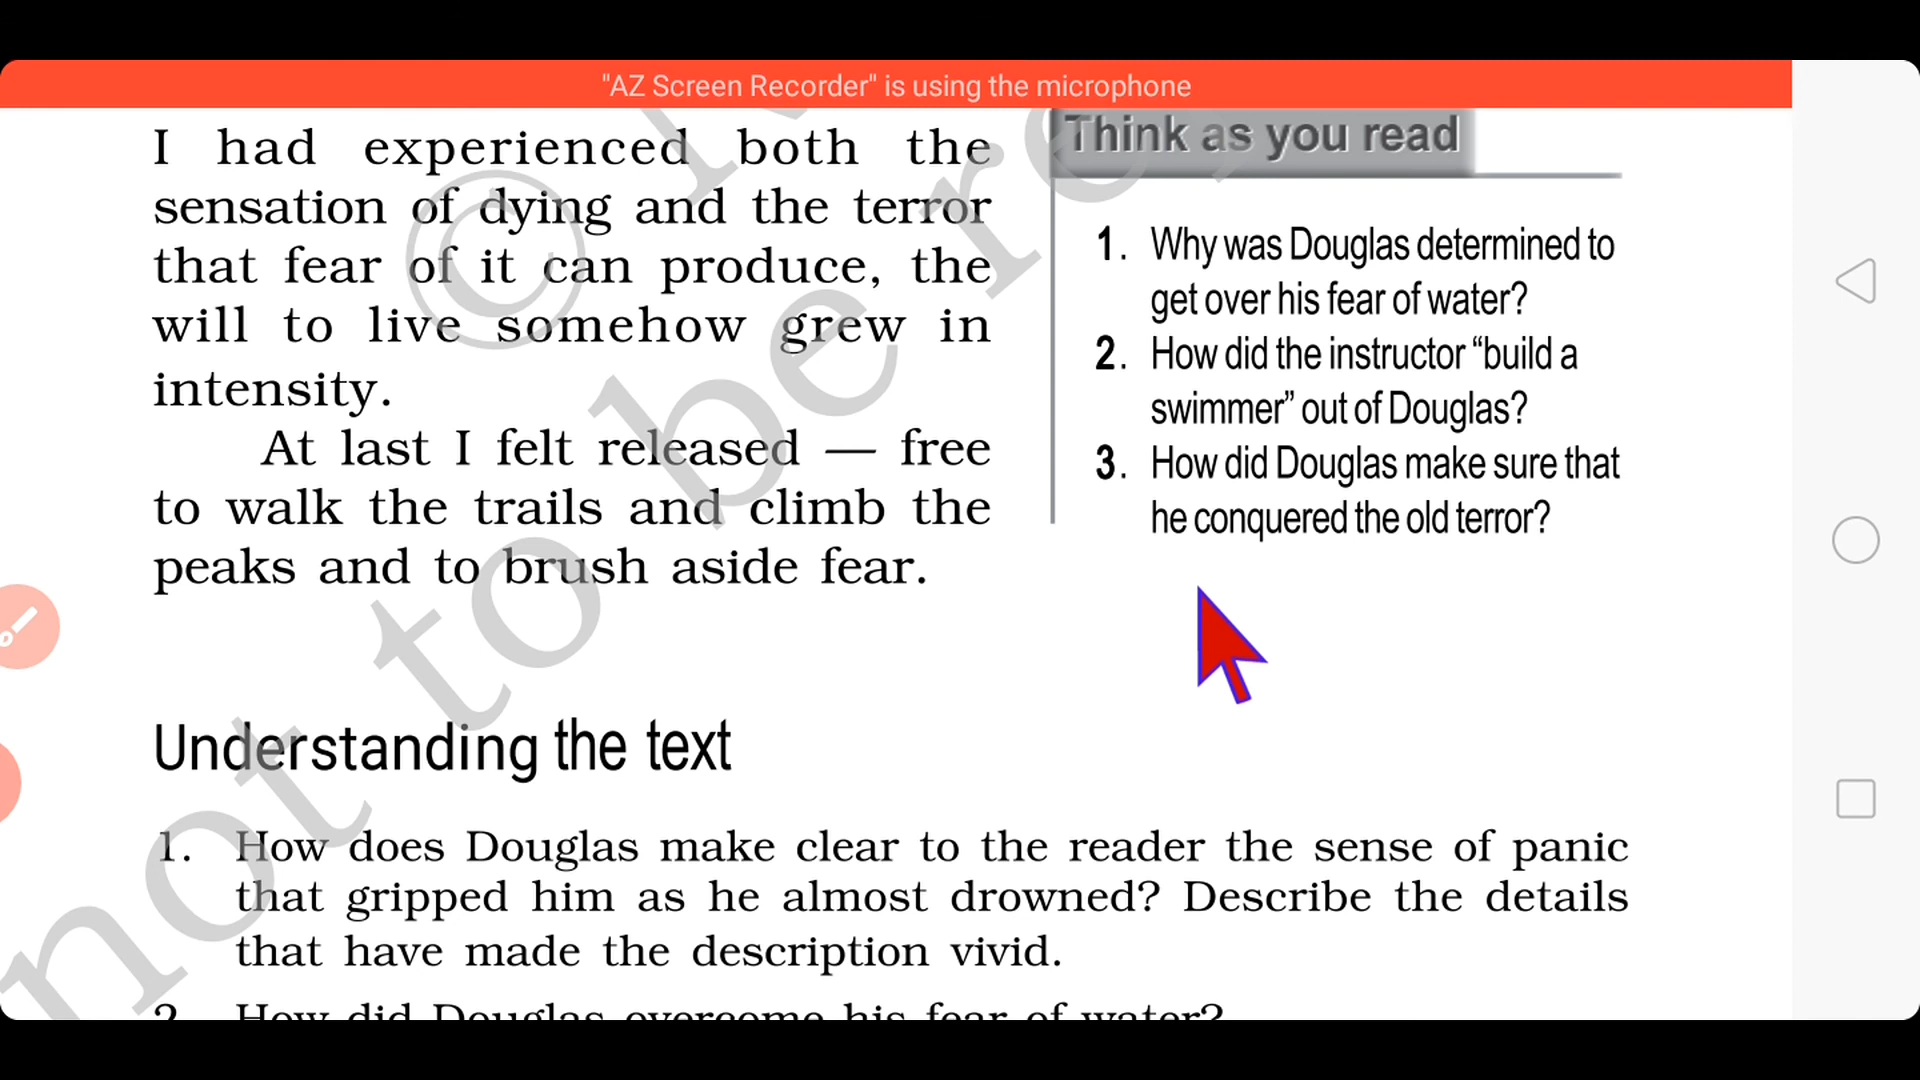 "AZ Screen Recorder" is using the microphone
I had experienced both the
sensation of dying and the terror
that fear of it can produce, the
will to live somehow grew in
intensity.
At last I felt released — free
to walk the trails and climb the
peaks and to brush aside fear.
Think as you read
1. Why was Douglas determined to
get over his fear of water?
2. How did the instructor “build a
swimmer” out of Douglas?
3. How did Douglas make sure that
he conquered the old terror?
Understanding the text
1. How does Douglas make clear to the reader the sense of panic
that gripped him as he almost drowned? Describe the details
that have made the description vivid.
2. How did Douglas overcome his fear of water?
©
not to be re